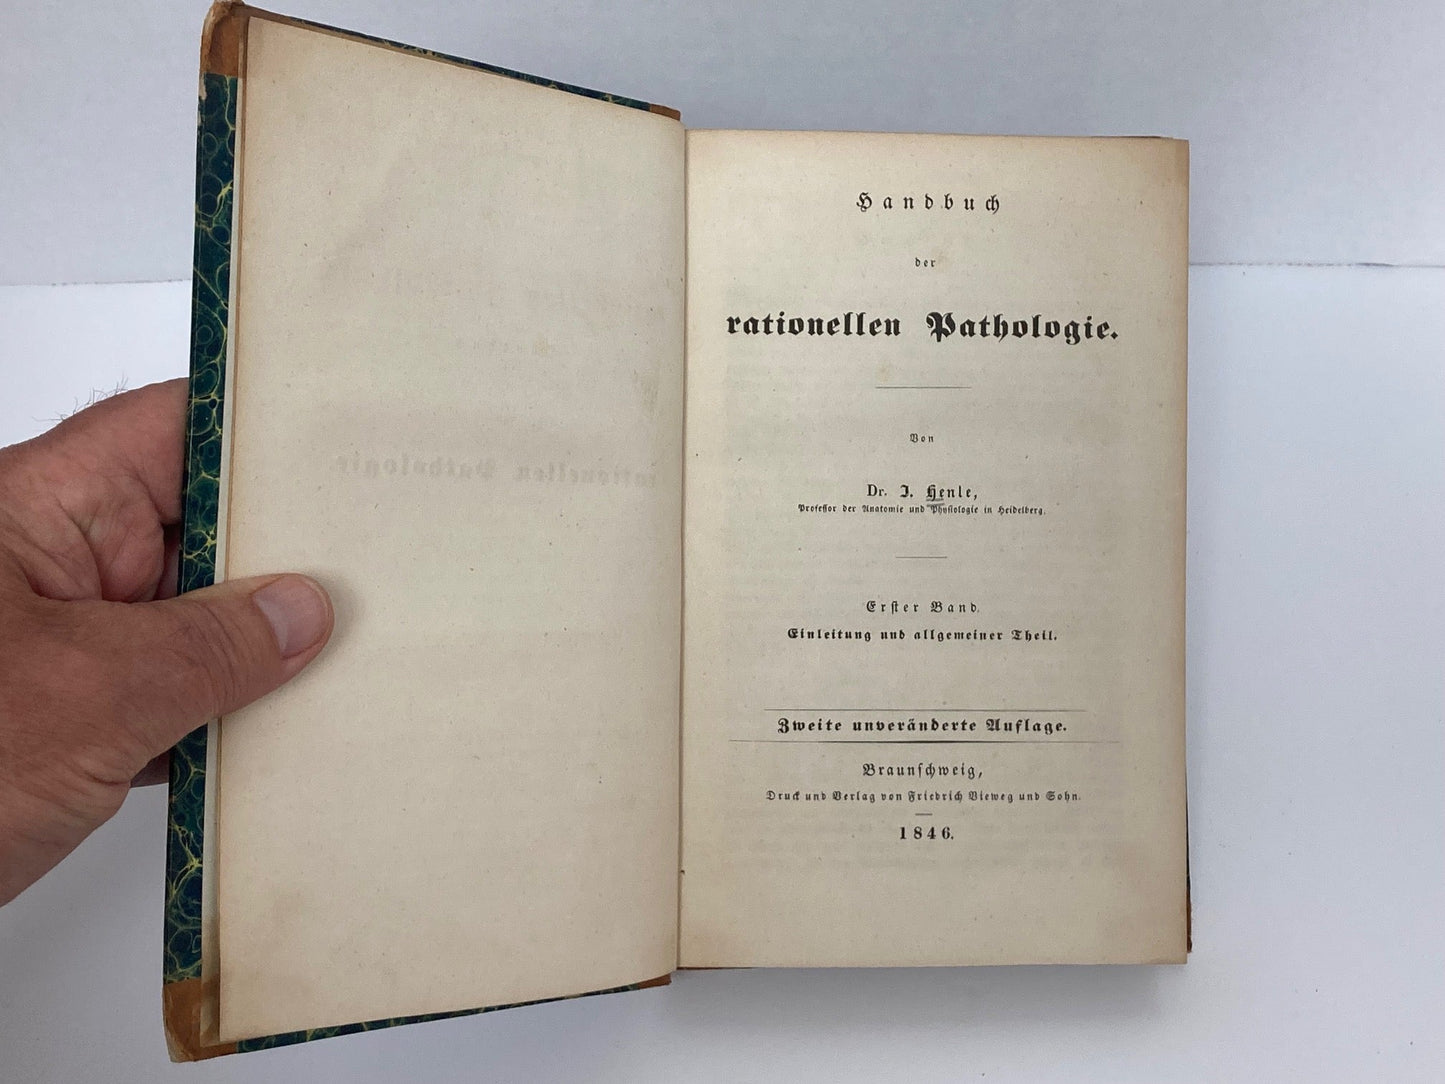 Handbuch
der
rationellen Pathologie.
Von
Dr. J. Henle,
Professor der Anatomie und Physiologie in Heidelberg.
Erster Band.
Einleitung und allgemeiner Theil.
Zweite unveränderte Auflage.
Braunschweig,
Druck und Verlag von Friedrich Vieweg und Sohn.
1846.